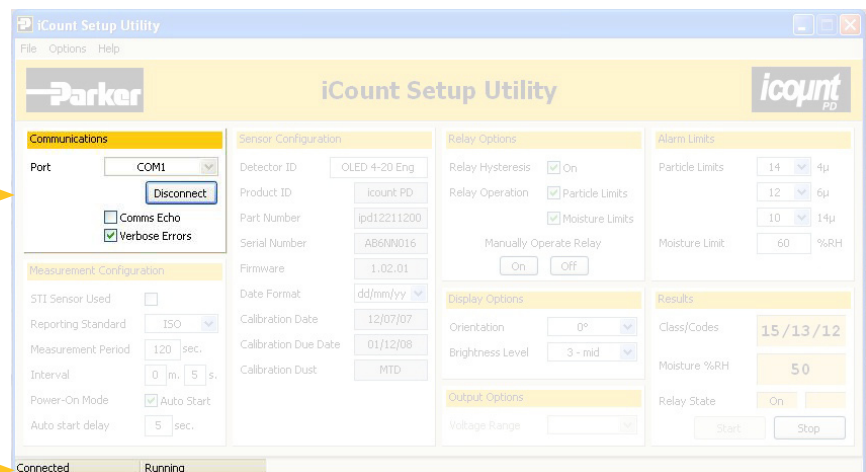 iCount Setup Utility
File Options Help
Parker
iCount Setup Utility
icount
PD
Communications
Port COM1
Disconnect
Comms Echo
Verbose Errors
Measurement Configuration
STI Sensor Used
Reporting Standard ISO
Measurement Period 120 sec.
Interval 0 m. 5 s.
Power-On Mode Auto Start
Auto start delay 5 sec.
Sensor Configuration
Detector ID OLED 4-20 Eng
Product ID icount PD
Part Number ipd12211200
Serial Number AB6NN016
Firmware 1.02.01
Date Format dd/mm/yy
Calibration Date 12/07/07
Calibration Due Date 01/12/08
Calibration Dust MTD
Relay Options
Relay Hysteresis On
Relay Operation Particle Limits
Moisture Limits
Manually Operate Relay
On Off
Display Options
Orientation 0°
Brightness Level 3 - mid
Output Options
Voltage Range
Alarm Limits
Particle Limits 14 4µ
12 6µ
10 14µ
Moisture Limit 60 %RH
Results
Class/Codes 15/13/12
Moisture %RH 50
Relay State On
Start Stop
Connected Running